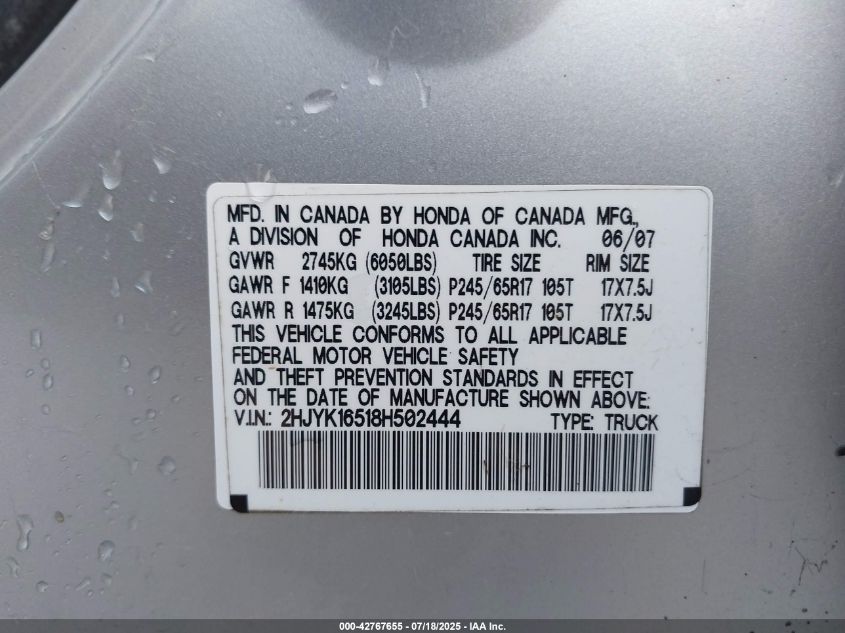 MFD. IN CANADA BY HONDA OF CANADA MFG.,
A DIVISION OF HONDA CANADA INC. 06/07
GVWR 2745KG (6050LBS) TIRE SIZE RIM SIZE
GAWR F 1410KG (3105LBS) P245/65R17 105T 17X7.5J
GAWR R 1475KG (3245LBS) P245/65R17 105T 17X7.5J
THIS VEHICLE CONFORMS TO ALL APPLICABLE
FEDERAL MOTOR VEHICLE SAFETY
AND THEFT PREVENTION STANDARDS IN EFFECT
ON THE DATE OF MANUFACTURE SHOWN ABOVE.
V.I.N.: 2HJYK16518H502444 TYPE: TRUCK
000-42767655 - 07/18/2025 - IAA Inc.